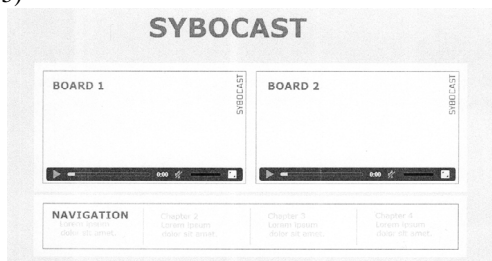 5)
SYBOCAST
BOARD 1
SYBOCAST
0:00
BOARD 2
SYBOCAST
0:00
NAVIGATION
Lorem ipsum
dolor sit amet.
Chapter 2
Lorem ipsum
dolor sit amet.
Chapter 3
Lorem ipsum
dolor sit amet.
Chapter 4
Lorem ipsum
dolor sit amet.